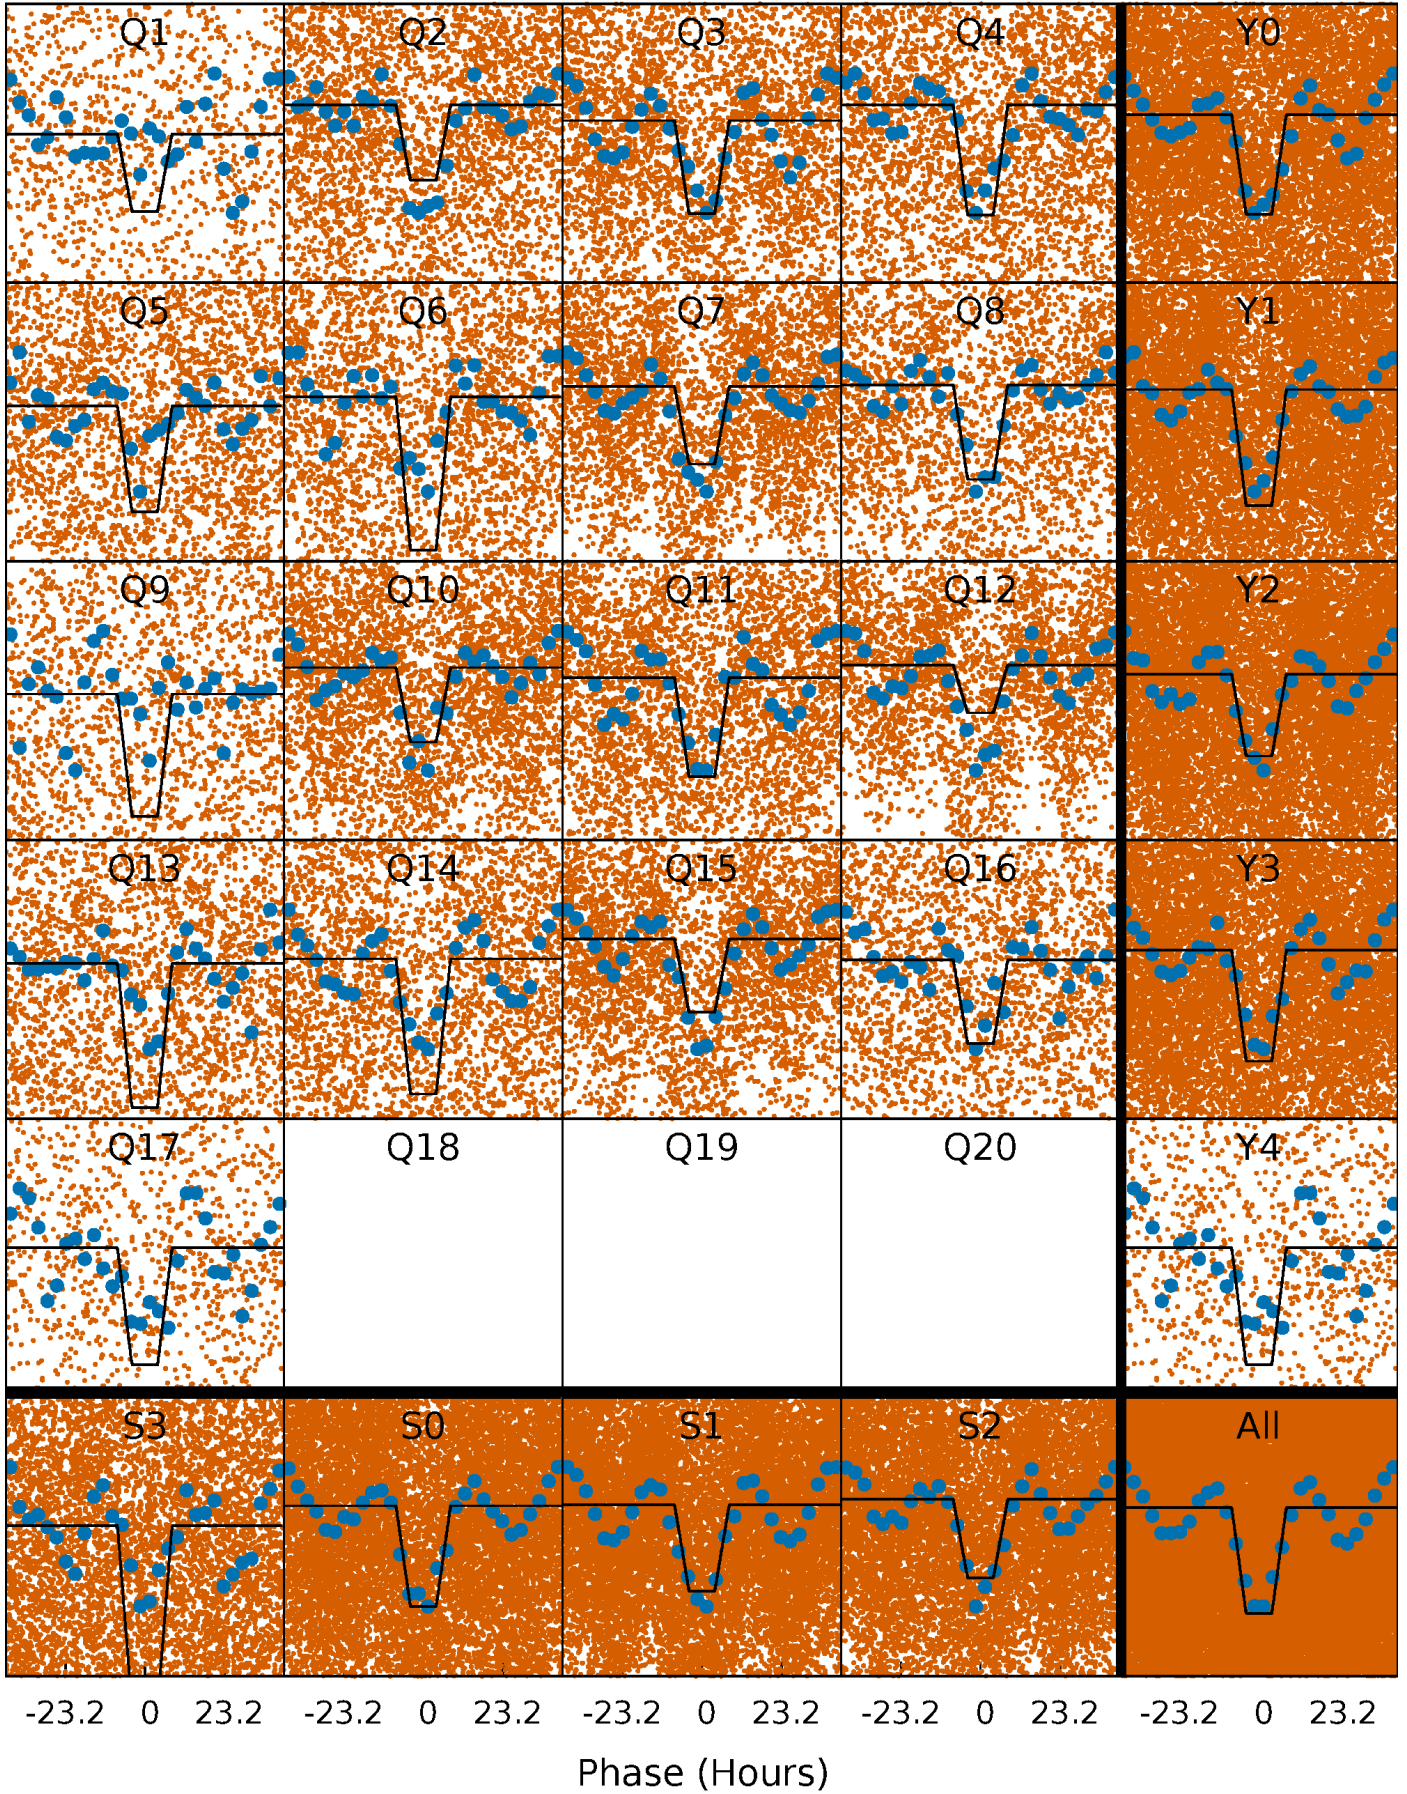 Q1 Q2 Q3 Q4 Y0
Q5 Q6 Q7 Q8 Y1
Q9 Q10 Q11 Q12 Y2
Q13 Q14 Q15 Q16 Y3
Q17 Q18 Q19 Q20 Y4
S3 S0 S1 S2 All
-23.2 0 23.2 -23.2 0 23.2 -23.2 0 23.2 -23.2 0 23.2 -23.2 0 23.2
Phase (Hours)